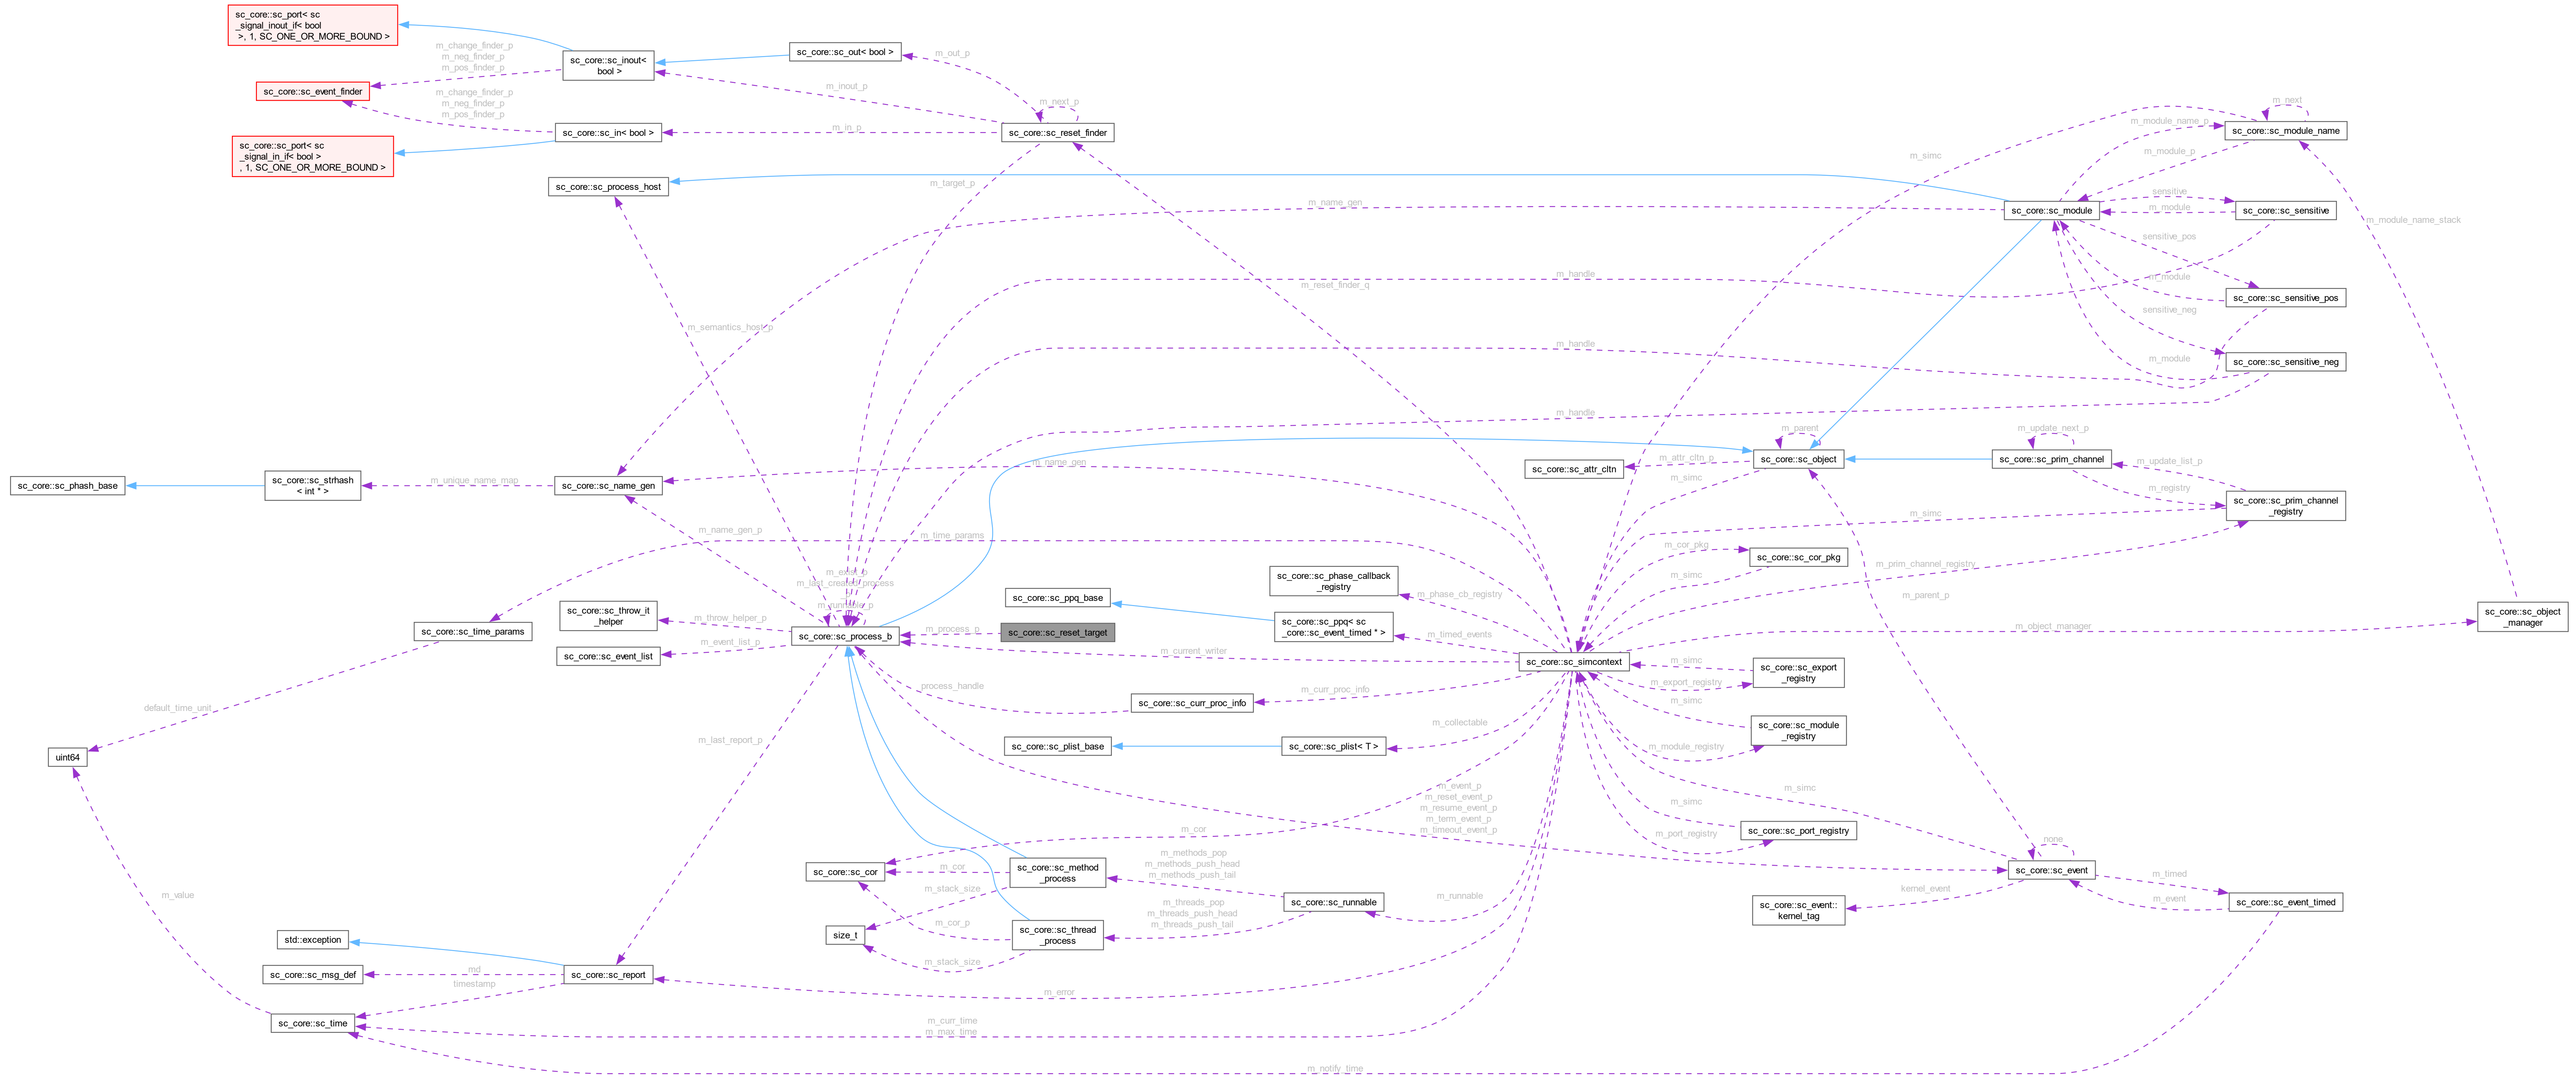 sc_core::sc_port< sc
_signal_inout_if< bool
>, 1, SC_ONE_OR_MORE_BOUND >
m_change_finder_p
m_neg_finder_p
m_pos_finder_p
sc_core::sc_inout<
bool >
sc_core::sc_out< bool >
m_out_p
sc_core::sc_event_finder
m_change_finder_p
m_neg_finder_p
m_pos_finder_p
m_inout_p
m_next_p
sc_core::sc_in< bool >
m_in_p
sc_core::sc_reset_finder
sc_core::sc_port< sc
_signal_in_if< bool >
, 1, SC_ONE_OR_MORE_BOUND >
m_next
m_module_name_p
sc_core::sc_module_name
m_simc
m_module_p
sc_core::sc_process_host
m_target_p
m_name_gen
sc_core::sc_module
sensitive
m_module
sc_core::sc_sensitive
m_module_name_stack
sensitive_pos
m_handle
m_reset_finder_q
m_module
sc_core::sc_sensitive_pos
sensitive_neg
m_semantics_host_p
m_handle
m_module
sc_core::sc_sensitive_neg
m_handle
m_parent
m_update_next_p
m_name_gen
sc_core::sc_attr_cltn
m_attr_cltn_p
sc_core::sc_object
sc_core::sc_prim_channel
m_update_list_p
m_simc
m_registry
sc_core::sc_phash_base
sc_core::sc_strhash
< int * >
m_unique_name_map
sc_core::sc_name_gen
sc_core::sc_prim_channel
_registry
m_simc
m_name_gen_p
m_time_params
m_cor_pkg
sc_core::sc_cor_pkg
m_prim_channel_registry
m_simc
m_exist_p
m_last_created_process
_p
m_runnable_p
sc_core::sc_phase_callback
_registry
m_phase_cb_registry
m_parent_p
sc_core::sc_ppq_base
sc_core::sc_ppq< sc
_core::sc_event_timed * >
m_timed_events
sc_core::sc_throw_it
_helper
m_throw_helper_p
sc_core::sc_time_params
sc_core::sc_process_b
m_process_p
sc_core::sc_reset_target
m_object_manager
sc_core::sc_object
_manager
sc_core::sc_event_list
m_event_list_p
m_current_writer
sc_core::sc_simcontext
m_simc
sc_core::sc_export
_registry
m_export_registry
process_handle
sc_core::sc_curr_proc_info
m_curr_proc_info
default_time_unit
m_simc
sc_core::sc_module
_registry
m_module_registry
m_last_report_p
m_collectable
sc_core::sc_plist_base
sc_core::sc_plist< T >
uint64
m_event_p
m_reset_event_p
m_resume_event_p
m_term_event_p
m_timeout_event_p
m_simc
m_simc
sc_core::sc_port_registry
m_port_registry
m_cor
none
m_methods_pop
m_methods_push_head
m_methods_push_tail
sc_core::sc_cor
m_cor
sc_core::sc_method
_process
sc_core::sc_event
m_timed
m_stack_size
kernel_event
m_value
m_runnable
sc_core::sc_runnable
m_event
sc_core::sc_event_timed
m_threads_pop
m_threads_push_head
m_threads_push_tail
sc_core::sc_event::
kernel_tag
m_cor_p
size_t
sc_core::sc_thread
_process
std::exception
m_stack_size
sc_core::sc_msg_def
md
sc_core::sc_report
timestamp
m_error
sc_core::sc_time
m_curr_time
m_max_time
m_notify_time